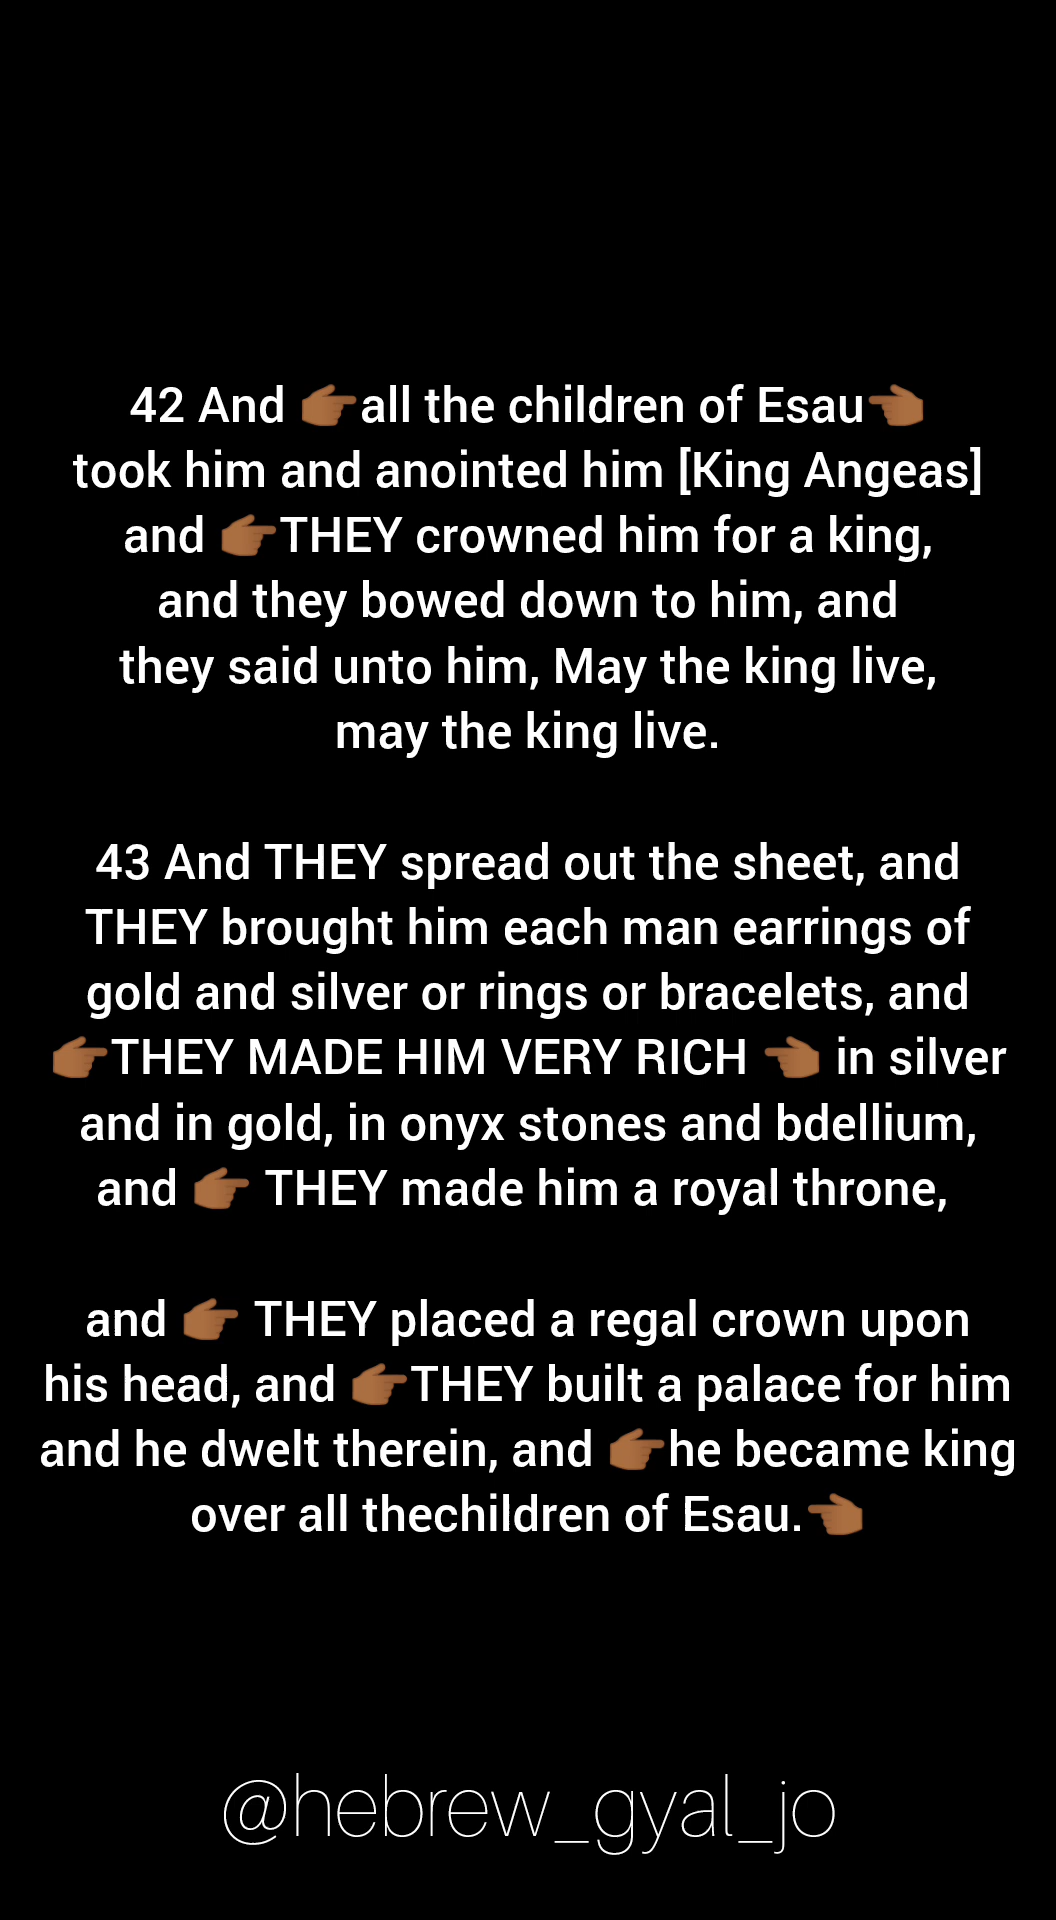 42 And 👉🏾all the children of Esau👈🏾
took him and anointed him [King Angeas]
and 👉🏾THEY crowned him for a king,
and they bowed down to him, and
they said unto him, May the king live,
may the king live.
43 And THEY spread out the sheet, and
THEY brought him each man earrings of
gold and silver or rings or bracelets, and
👉🏾THEY MADE HIM VERY RICH 👈🏾 in silver
and in gold, in onyx stones and bdellium,
and 👉🏾 THEY made him a royal throne,
and 👉🏾 THEY placed a regal crown upon
his head, and 👉🏾THEY built a palace for him
and he dwelt therein, and 👉🏾he became king
over all thechildren of Esau.👈🏾
@hebrew_gyal_jo